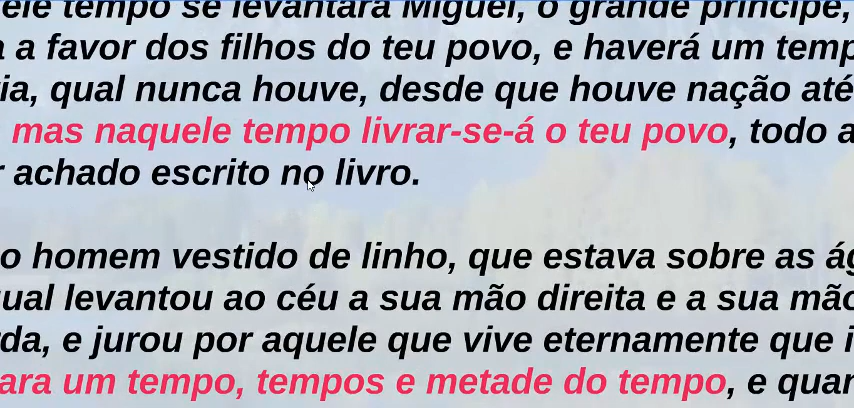 ele tempo se levantará Miguel, o grande príncipe,
a favor dos filhos do teu povo, e haverá um temp
ia, qual nunca houve, desde que houve nação até
mas naquele tempo livrar-se-á o teu povo, todo a
r achado escrito no livro.
o homem vestido de linho, que estava sobre as ág
ual levantou ao céu a sua mão direita e a sua mão
rda, e jurou por aquele que vive eternamente que i
ara um tempo, tempos e metade do tempo, e quan